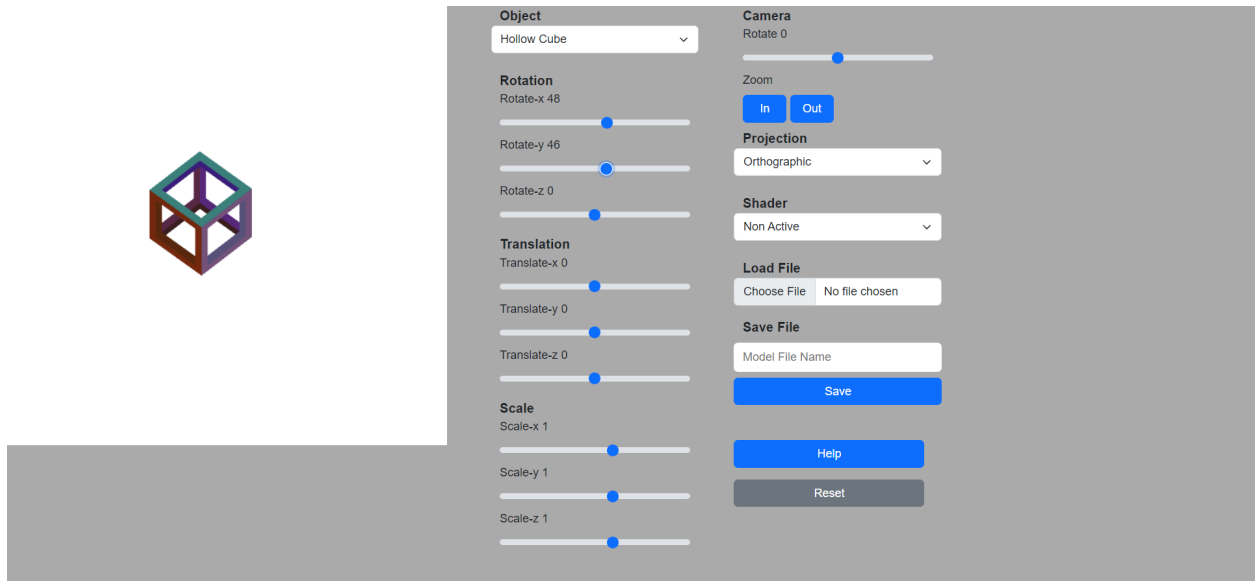 Object
Hollow Cube
Rotation
Rotate-x 48
Rotate-y 46
Rotate-z 0
Translation
Translate-x 0
Translate-y 0
Translate-z 0
Scale
Scale-x 1
Scale-y 1
Scale-z 1
Camera
Rotate 0
Zoom
In Out
Projection
Orthographic
Shader
Non Active
Load File
Choose File No file chosen
Save File
Model File Name
Save
Help
Reset